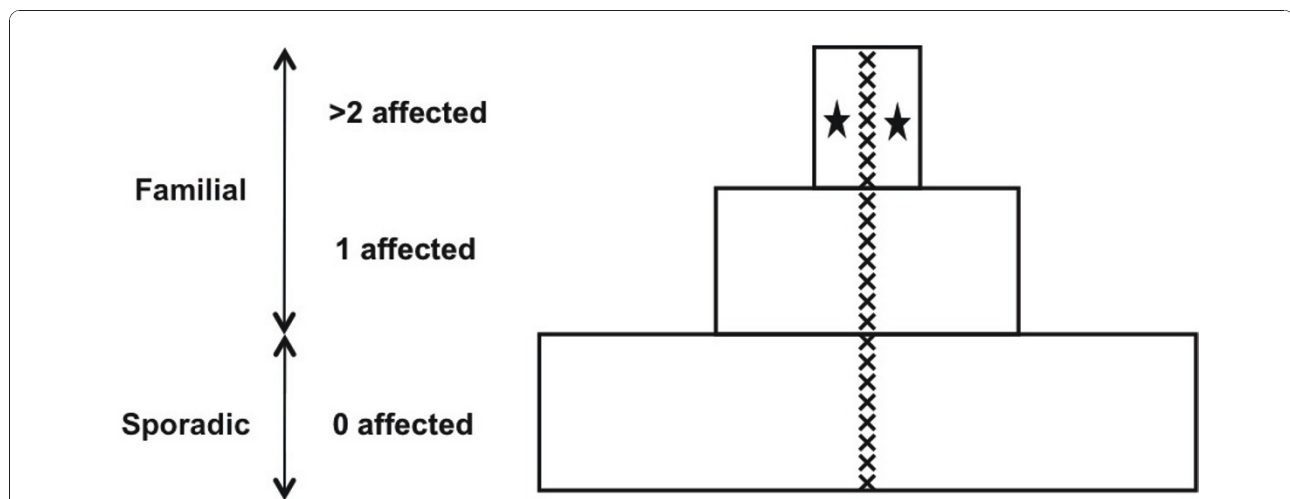 >2 affected
Familial
1 affected
Sporadic
0 affected